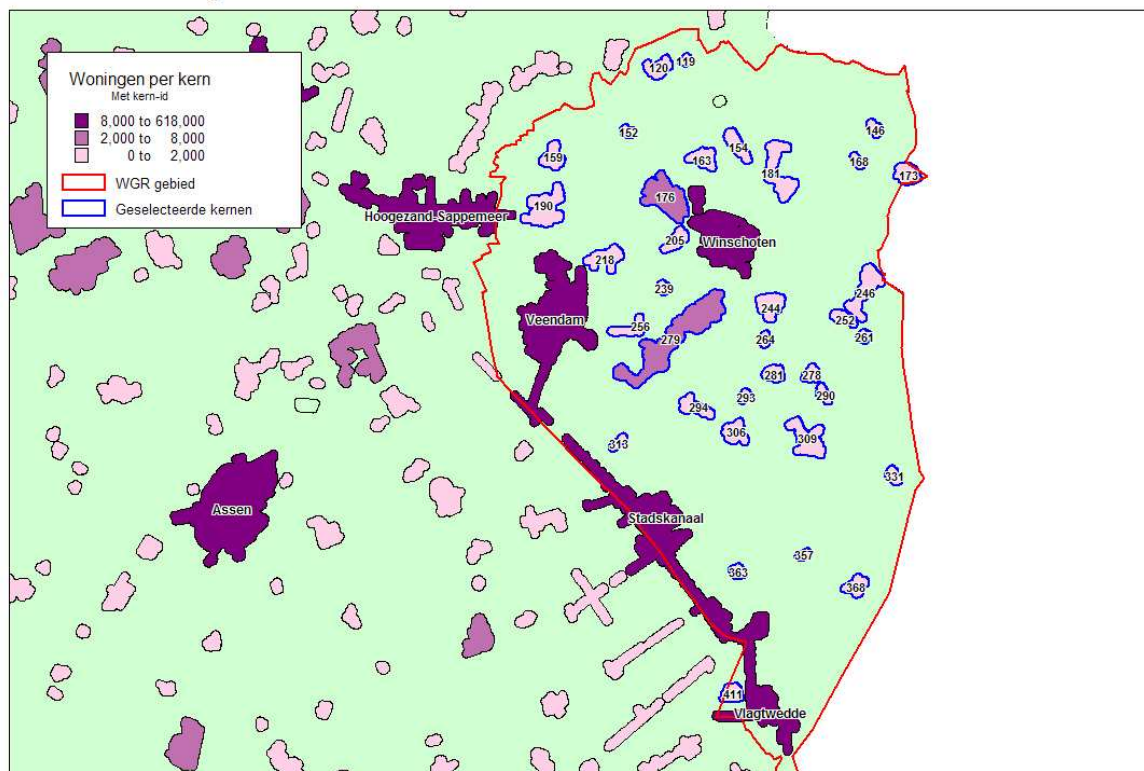 Woningen per kern
Met kern-id
8,000 to 618,000
2,000 to 8,000
0 to 2,000
WGR gebied
Geselecteerde kernen
120
119
152
146
154
159
163
168
181
173
176
190
Hoogezand-Sappemeer
205
Winschoten
218
239
246
244
252
Veendam
256
261
264
279
281
278
293
290
294
306
309
313
331
Assen
Stadskanaal
357
363
368
411
Vlagtwedde